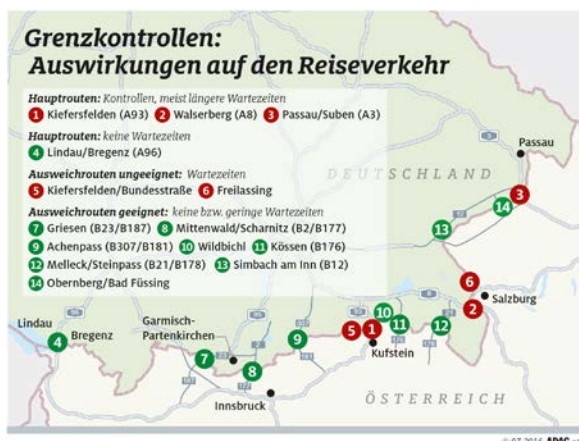 Grenzkontrollen:
Auswirkungen auf den Reiseverkehr
Hauptrouten: Kontrollen, meist längere Wartezeiten
1 Kiefersfelden (A93) 2 Walserberg (A8) 3 Passau/Suben (A3)
Hauptrouten: keine Wartezeiten
4 Lindau/Bregenz (A96)
Ausweichrouten ungeeignet: Wartezeiten
5 Kiefersfelden/Bundesstraße 6 Freilassing
Ausweichrouten geeignet: keine bzw. geringe Wartezeiten
7 Griesen (B23/B187) 8 Mittenwald/Scharnitz (B2/B177)
9 Achenpass (B307/B181) 10 Wildbichl 11 Kössen (B176)
12 Melleck/Steinpass (B21/B178) 13 Simbach am Inn (B12)
14 Obernberg/Bad Füssing
3
Passau
DEUTSCHLAND
3
14
12
13
6
Salzburg
2
Lindau
4
Bregenz
Garmisch-
Partenkirchen
7
8
9
5
1
10
11
12
Kufstein
Innsbruck
ÖSTERREICH
© 07.2016 ADAC